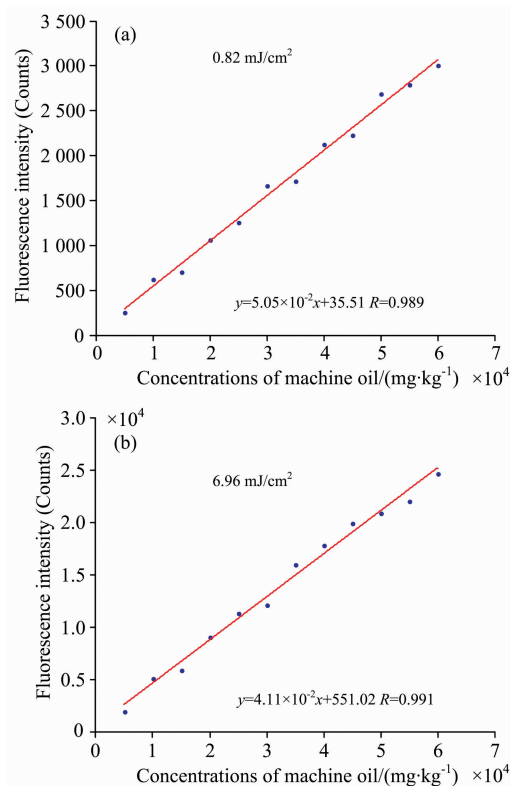 (a)
0.82 mJ/cm²
3 500
3 000
2 500
2 000
1 500
1 000
500
0
Fluorescence intensity (Counts)
y=5.05×10⁻²x+35.51 R=0.989
0 1 2 3 4 5 6 7
Concentrations of machine oil/(mg·kg⁻¹) ×10⁴
×10⁴
(b)
6.96 mJ/cm²
3.0
2.5
2.0
1.5
1.0
0.5
0
Fluorescence intensity (Counts)
y=4.11×10⁻²x+551.02 R=0.991
0 1 2 3 4 5 6 7
Concentrations of machine oil/(mg·kg⁻¹) ×10⁴